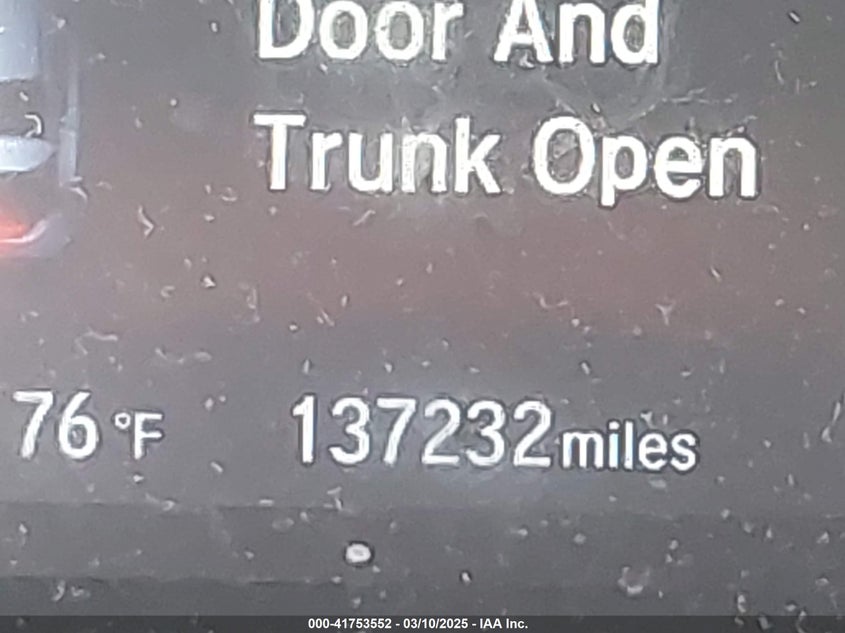 Door And
Trunk Open
76 °F 137232 miles
000-41753552 - 03/10/2025 - IAA Inc.